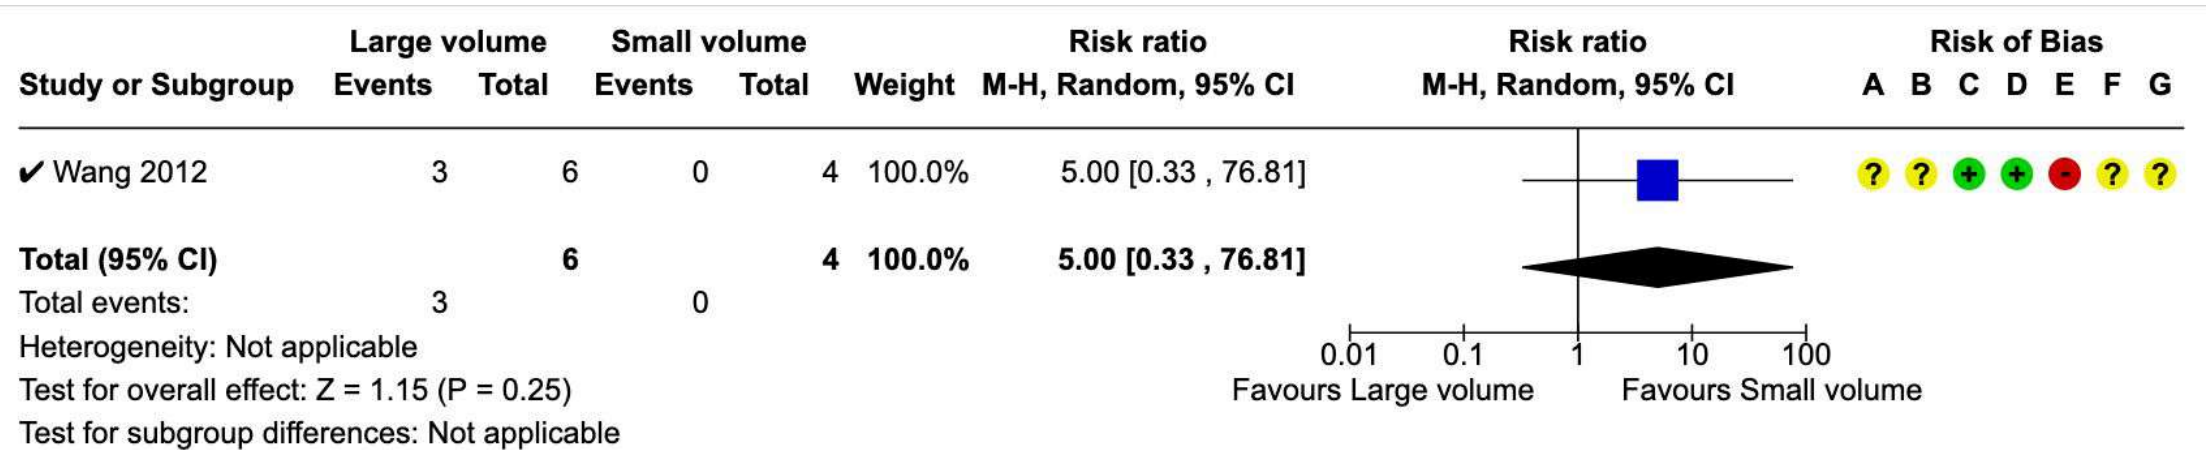 Large volume Small volume Risk ratio Risk ratio Risk of Bias
Study or Subgroup Events Total Events Total Weight M-H, Random, 95% CI M-H, Random, 95% CI A B C D E F G
✔ Wang 2012 3 6 0 4 100.0% 5.00 [0.33 , 76.81] ? ? + + - ? ?
Total (95% CI) 6 4 100.0% 5.00 [0.33 , 76.81]
Total events: 3 0
Heterogeneity: Not applicable 0.01 0.1 1 10 100
Test for overall effect: Z = 1.15 (P = 0.25) Favours Large volume Favours Small volume
Test for subgroup differences: Not applicable